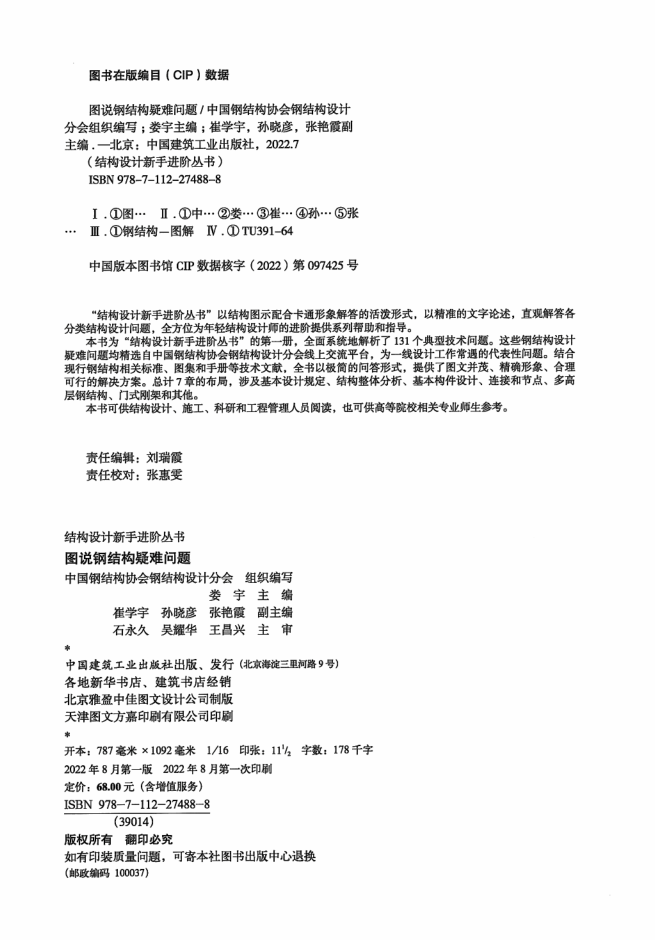 图书在版编目（CIP）数据
图说钢结构疑难问题/中国钢结构协会钢结构设计
分会组织编写；娄宇主编；崔学宇，孙晓彦，张艳霞副
主编．—北京：中国建筑工业出版社，2022.7
（结构设计新手进阶丛书）
ISBN 978-7-112-27488-8
Ⅰ．①图… Ⅱ．①中…②娄…③崔…④孙…⑤张
… Ⅲ．①钢结构—图解 Ⅳ．①TU391-64
中国版本图书馆 CIP 数据核字（2022）第 097425 号
“结构设计新手进阶丛书”以结构图示配合卡通形象解答的活泼形式，以精准的文字论述，直观解答各
分类结构设计问题，全方位为年轻结构设计师的进阶提供系列帮助和指导。
本书为“结构设计新手进阶丛书”的第一册，全面系统地解析了 131 个典型技术问题。这些钢结构设计
疑难问题均精选自中国钢结构协会钢结构设计分会线上交流平台，为一线设计工作常遇的代表性问题。结合
现行钢结构相关标准、图集和手册等技术文献，全书以极简的问答形式，提供了图文并茂、精确形象、合理
可行的解决方案。总计 7 章的布局，涉及基本设计规定、结构整体分析、基本构件设计、连接和节点、多高
层钢结构、门式刚架和其他。
本书可供结构设计、施工、科研和工程管理人员阅读，也可供高等院校相关专业师生参考。
责任编辑：刘瑞霞
责任校对：张惠雯
结构设计新手进阶丛书
图说钢结构疑难问题
中国钢结构协会钢结构设计分会 组织编写
娄 宇 主 编
崔学宇 孙晓彦 张艳霞 副主编
石永久 吴耀华 王昌兴 主 审
*
中国建筑工业出版社出版、发行（北京海淀三里河路 9 号）
各地新华书店、建筑书店经销
北京雅盈中佳图文设计公司制版
天津图文方嘉印刷有限公司印刷
*
开本：787 毫米 ×1092 毫米 1/16 印张：11½ 字数：178 千字
2022 年 8 月第一版 2022 年 8 月第一次印刷
定价：68.00 元（含增值服务）
ISBN 978-7-112-27488-8
（39014）
版权所有 翻印必究
如有印装质量问题，可寄本社图书出版中心退换
（邮政编码 100037）